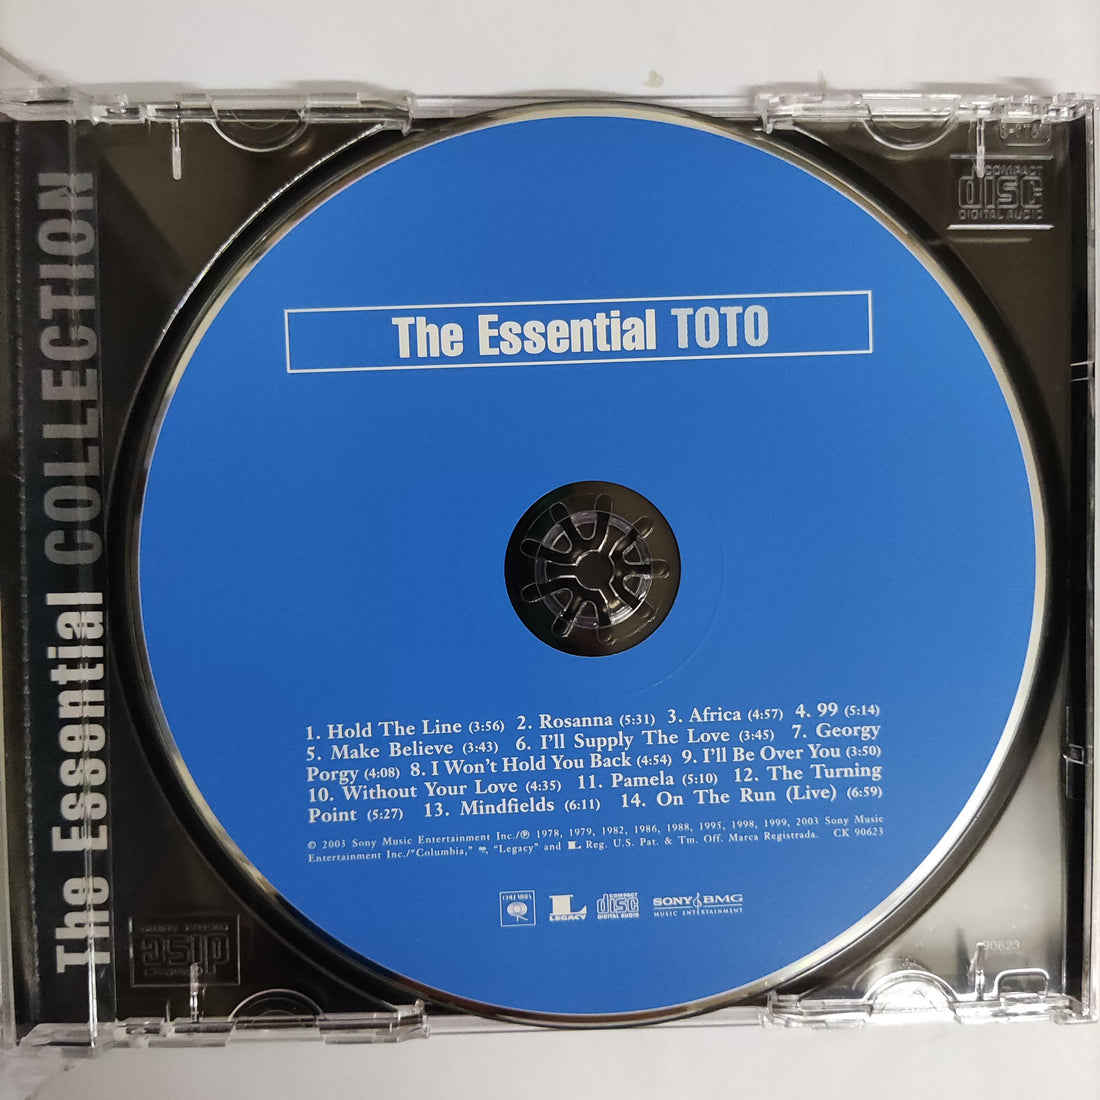 The Essential COLLECTION
COMPACT
disc
DIGITAL AUDIO
The Essential TOTO
1. Hold The Line (3:56) 2. Rosanna (5:31) 3. Africa (4:57) 4. 99 (5:14)
5. Make Believe (3:43) 6. I'll Supply The Love (3:45) 7. Georgy
Porgy (4:08) 8. I Won't Hold You Back (4:54) 9. I'll Be Over You (3:50)
10. Without Your Love (4:35) 11. Pamela (5:10) 12. The Turning
Point (5:27) 13. Mindfields (6:11) 14. On The Run (Live) (6:59)
© 2003 Sony Music Entertainment Inc./℗ 1978, 1979, 1982, 1986, 1988, 1995, 1998, 1999, 2003 Sony Music
Entertainment Inc./"Columbia," "Legacy" and L Reg. U.S. Pat. & Tm. Off. Marca Registrada. CK 90623
COLUMBIA
LEGACY
COMPACT
disc
DIGITAL AUDIO
SONY BMG
MUSIC ENTERTAINMENT
disc
90623